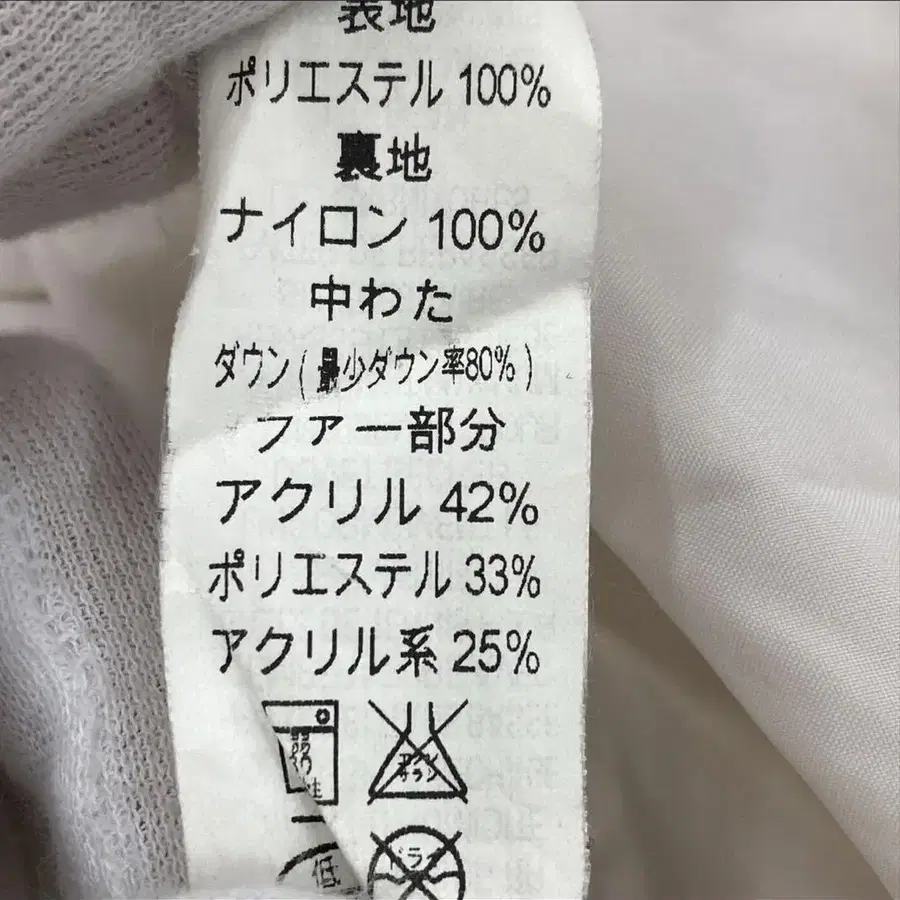 表地
ポリエステル 100%
裏地
ナイロン 100%
中わた
ダウン ( 最少ダウン率80% )
ファー部分
アクリル 42%
ポリエステル 33%
アクリル系 25%
弱
低